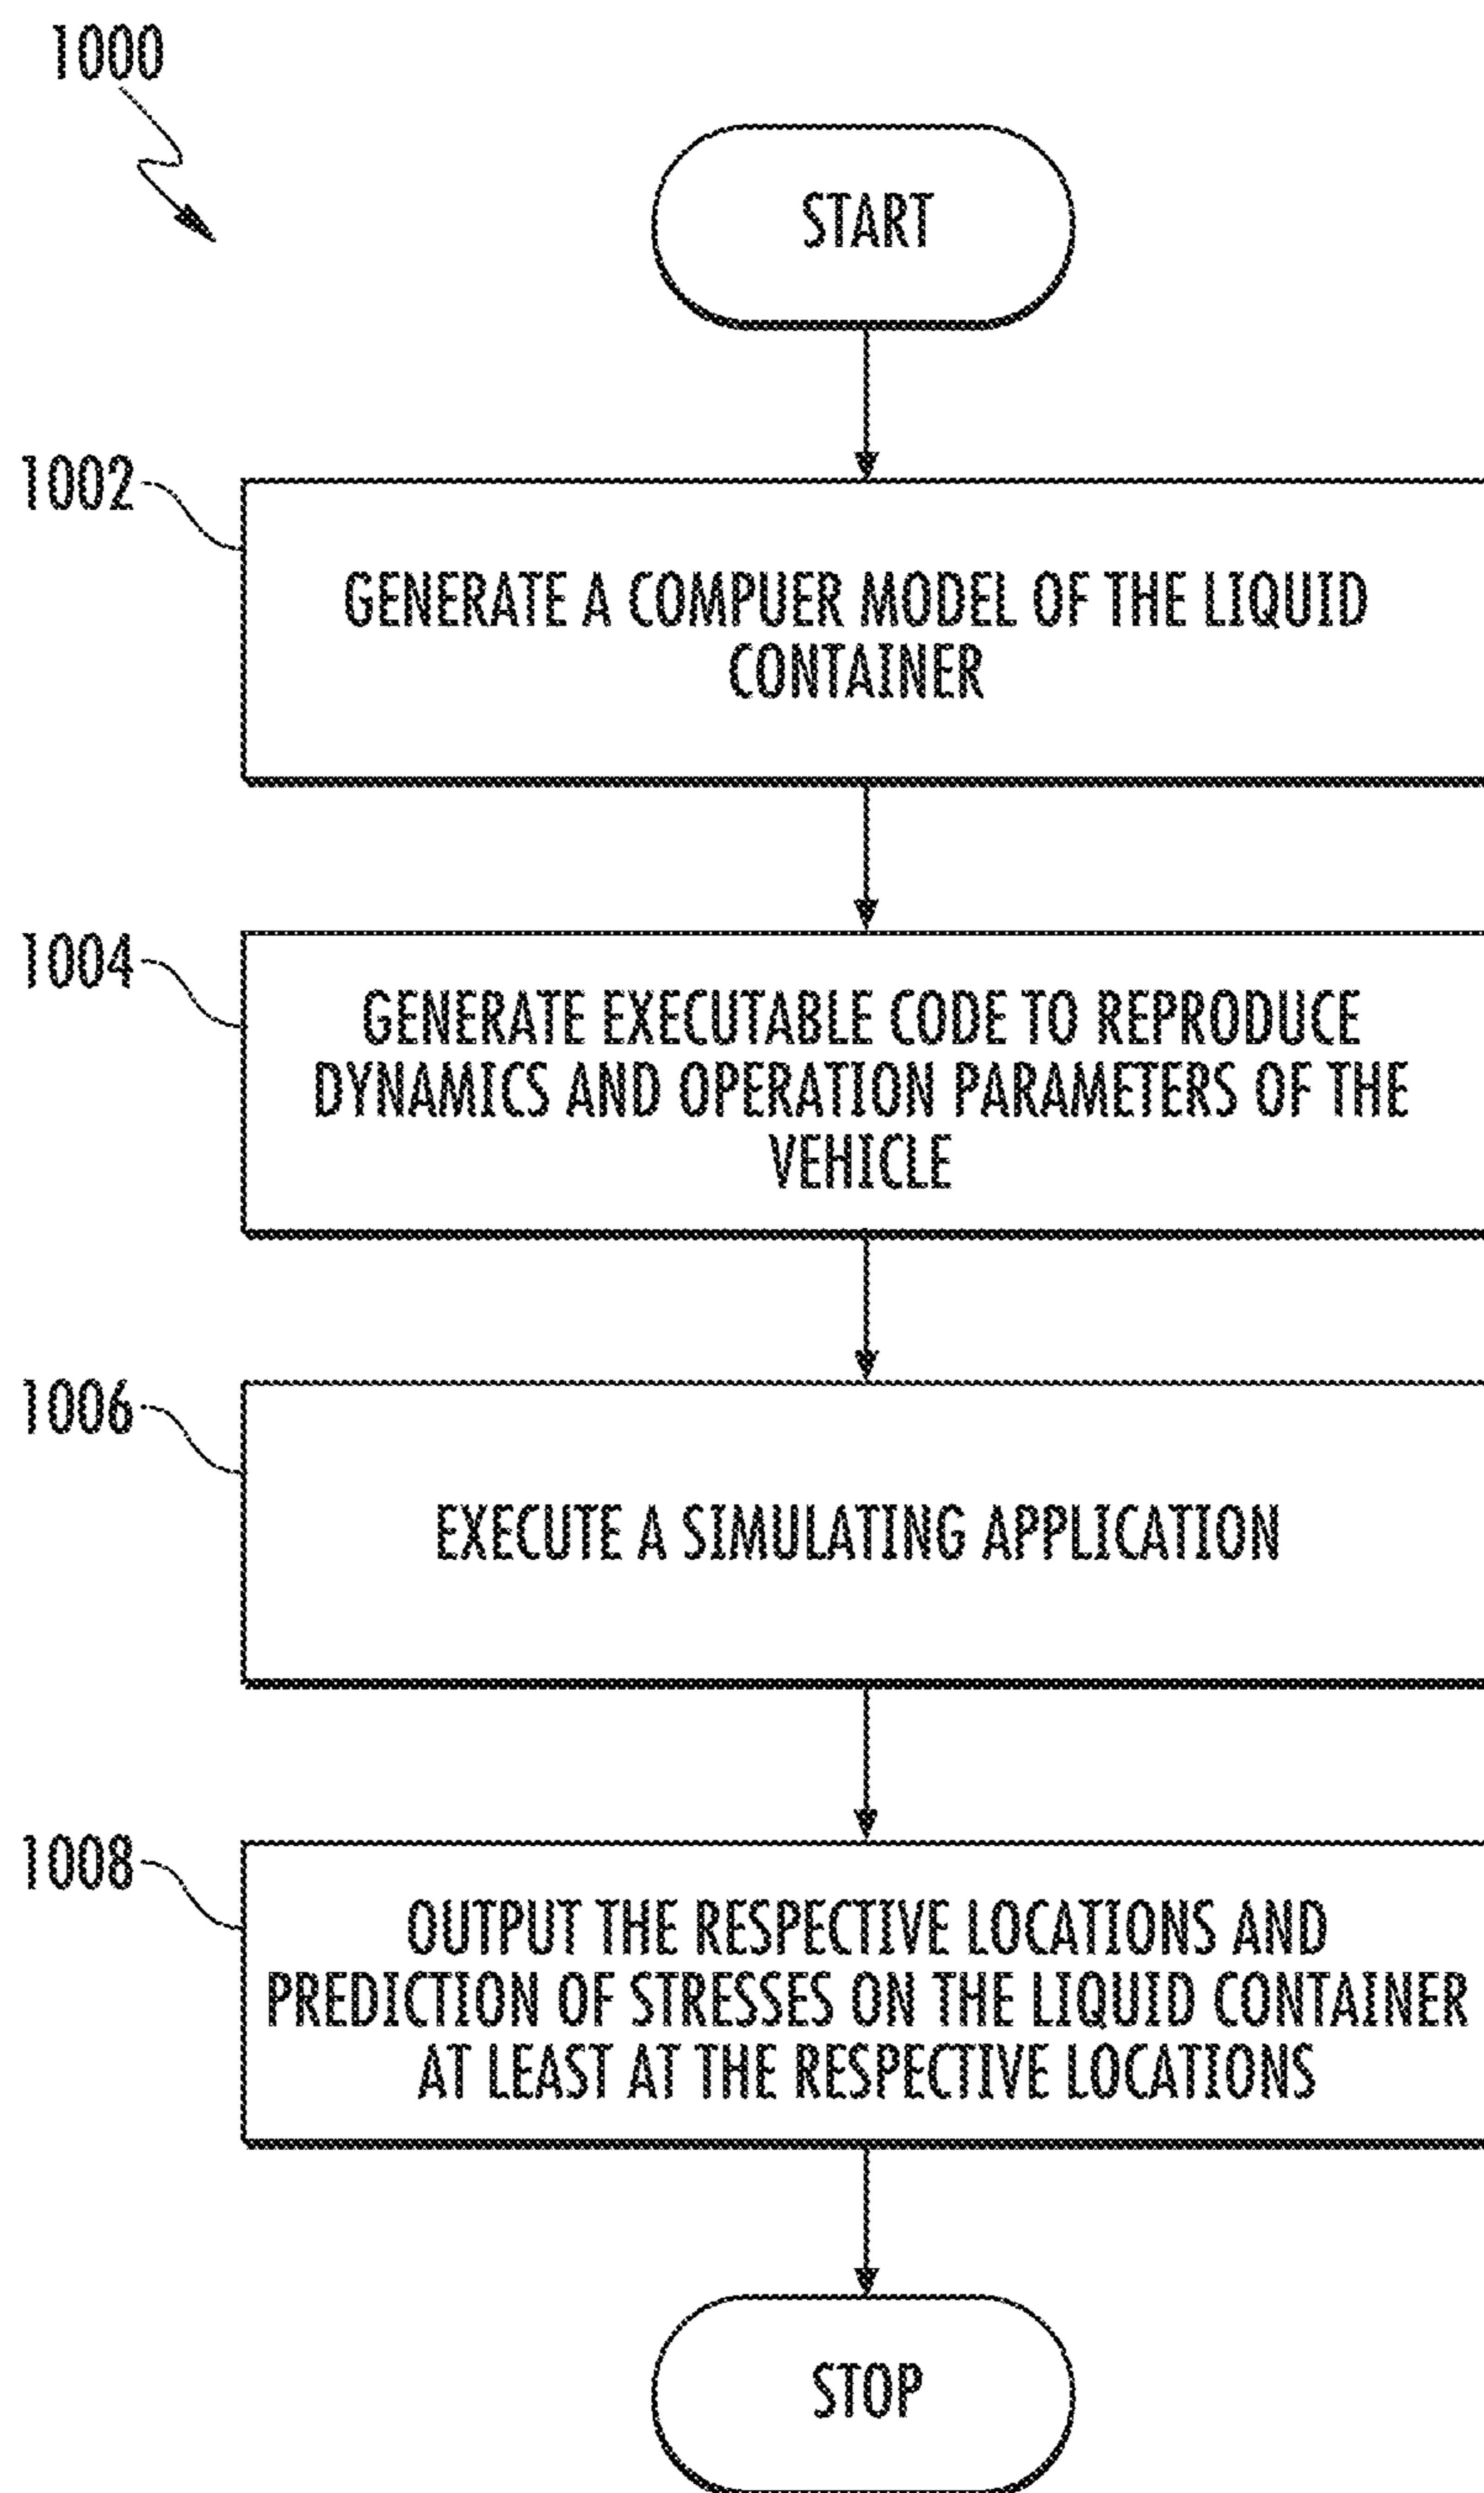 1000
START
1002
GENERATE A COMPUER MODEL OF THE LIQUID
CONTAINER
1004
GENERATE EXECUTABLE CODE TO REPRODUCE
DYNAMICS AND OPERATION PARAMETERS OF THE
VEHICLE
1006
EXECUTE A SIMULATING APPLICATION
1008
OUTPUT THE RESPECTIVE LOCATIONS AND
PREDICTION OF STRESSES ON THE LIQUID CONTAINER
AT LEAST AT THE RESPECTIVE LOCATIONS
STOP